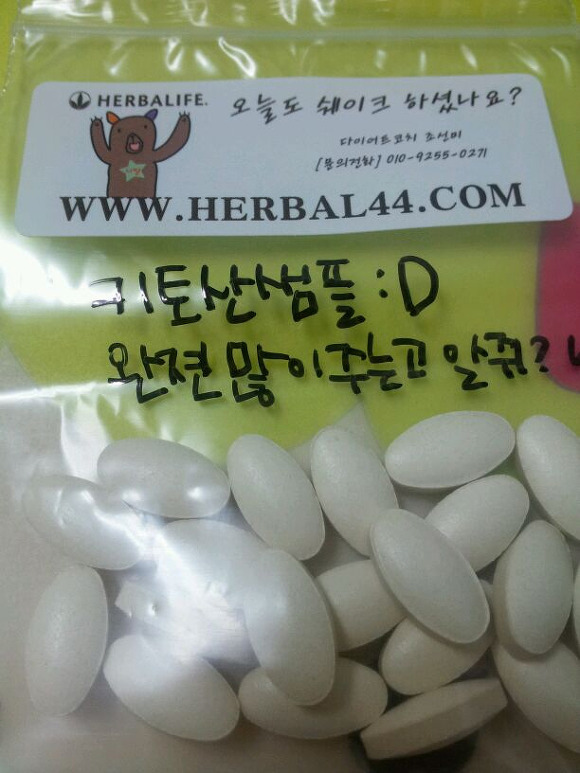 HERBALIFE. 오늘도 쉐이크 하셨나요?
다이어트코치 조선미
[문의전화] 010-9255-0271
WWW.HERBAL44.COM
키토산샘플:D
완젼많이주는고 알쥐?